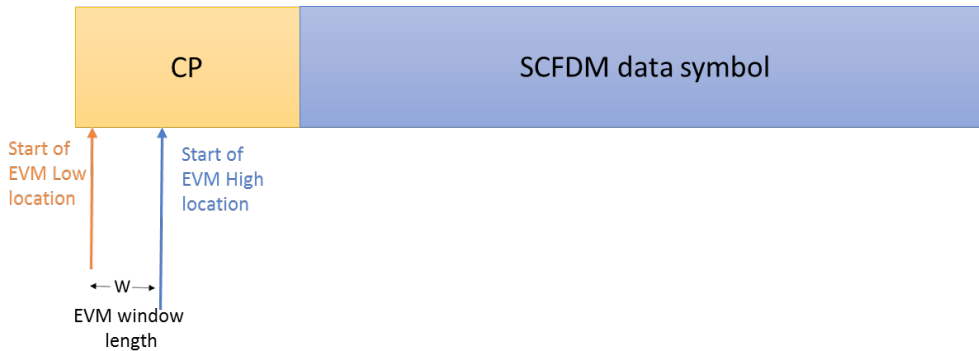 CP
SCFDM data symbol
Start of
EVM Low
location
Start of
EVM High
location
W
EVM window
length